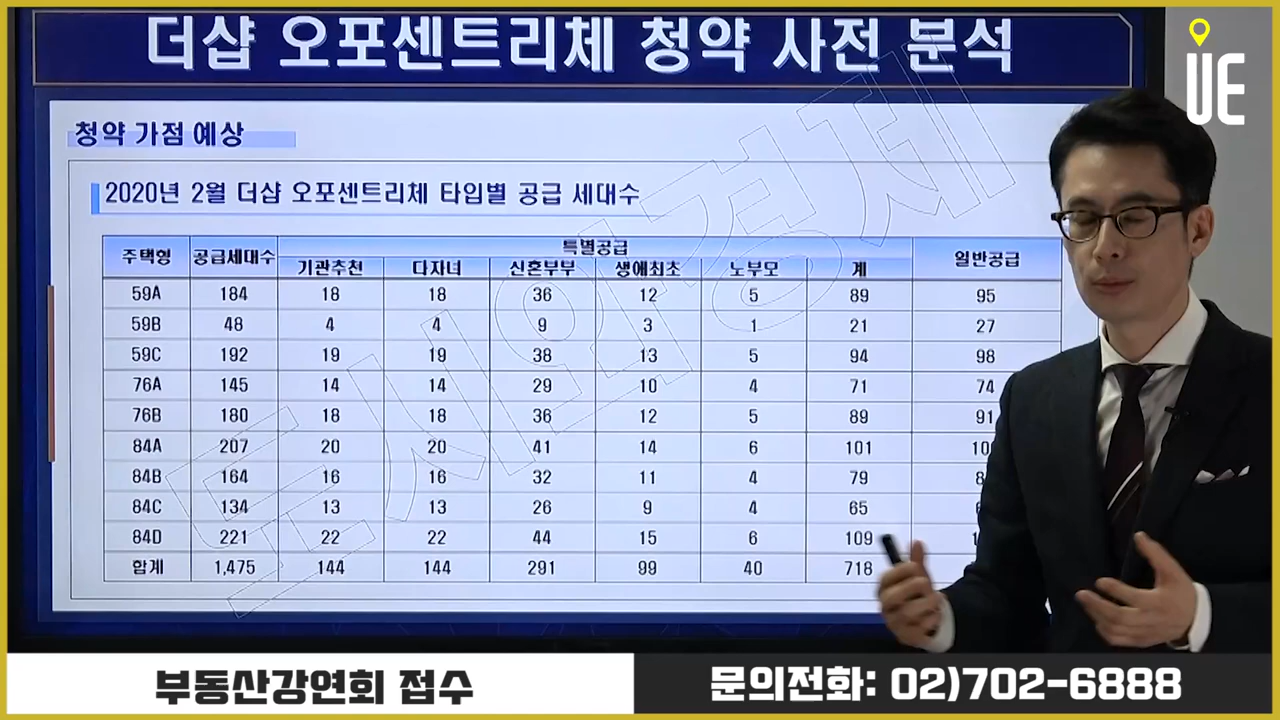 더샵 오포센트리체 청약 사전 분석
UE
청약 가점 예상
2020년 2월 더샵 오포센트리체 타입별 공급 세대수
주택형 공급세대수 특별공급 일반공급
기관추천 다자녀 신혼부부 생애최초 노부모 계
59A 184 18 18 36 12 5 89 95
59B 48 4 4 9 3 1 21 27
59C 192 19 19 38 13 5 94 98
76A 145 14 14 29 10 4 71 74
76B 180 18 18 36 12 5 89 91
84A 207 20 20 41 14 6 101
84B 164 16 16 32 11 4 79
84C 134 13 13 26 9 4 65
84D 221 22 22 44 15 6 109
합계 1,475 144 144 291 99 40 718
도시와경제
부동산강연회 접수
문의전화: 02)702-6888